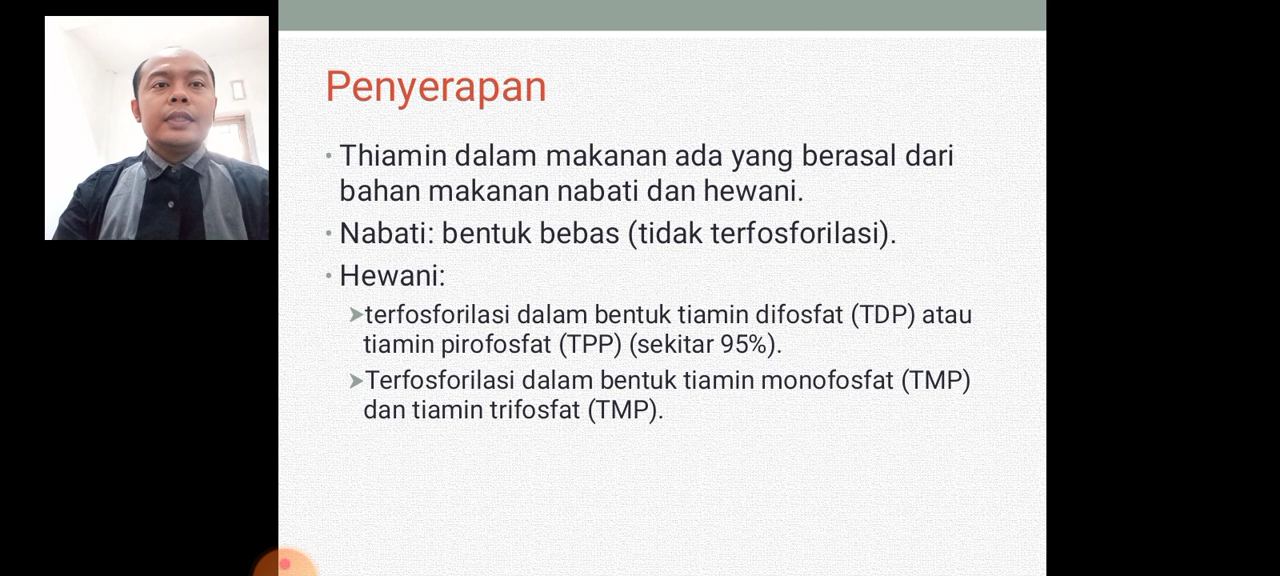 Penyerapan
• Thiamin dalam makanan ada yang berasal dari
bahan makanan nabati dan hewani.
• Nabati: bentuk bebas (tidak terfosforilasi).
• Hewani:
➤terfosforilasi dalam bentuk tiamin difosfat (TDP) atau
tiamin pirofosfat (TPP) (sekitar 95%).
➤Terfosforilasi dalam bentuk tiamin monofosfat (TMP)
dan tiamin trifosfat (TMP).